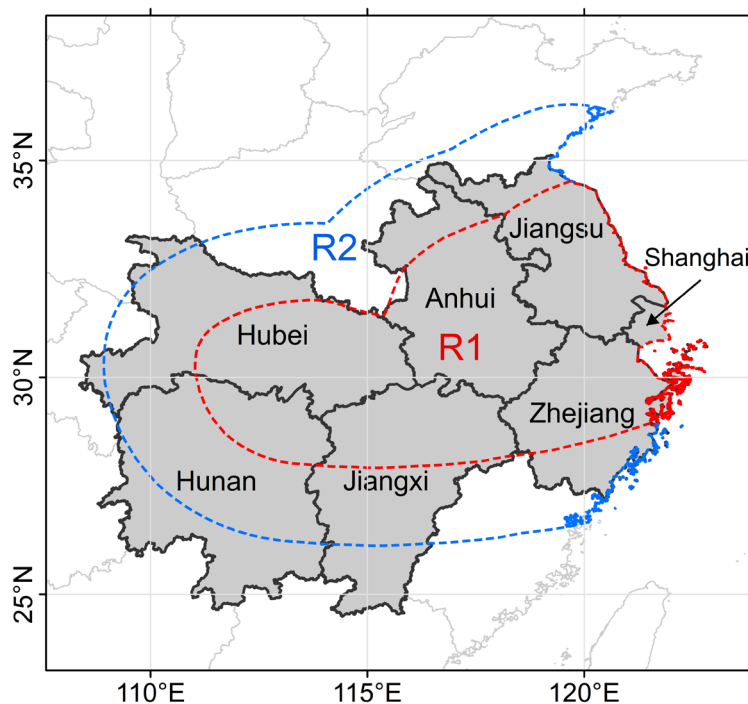 35°N
Jiangsu
R2
Shanghai
Anhui
Hubei
R1
30°N
Zhejiang
Hunan
Jiangxi
25°N
110°E
115°E
120°E